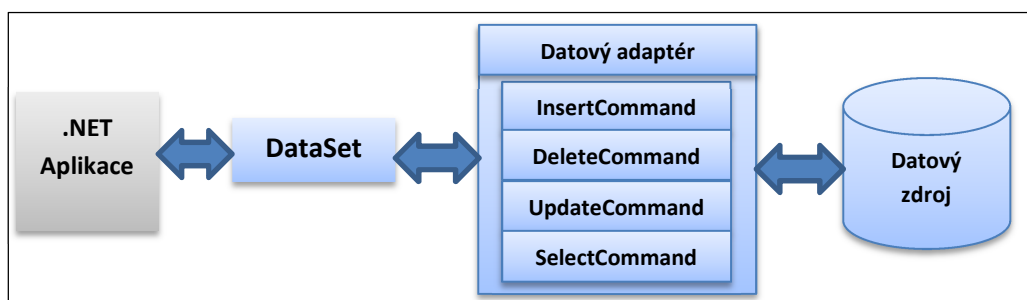 .NET
Aplikace
DataSet
Datový adaptér
InsertCommand
DeleteCommand
UpdateCommand
SelectCommand
Datový
zdroj